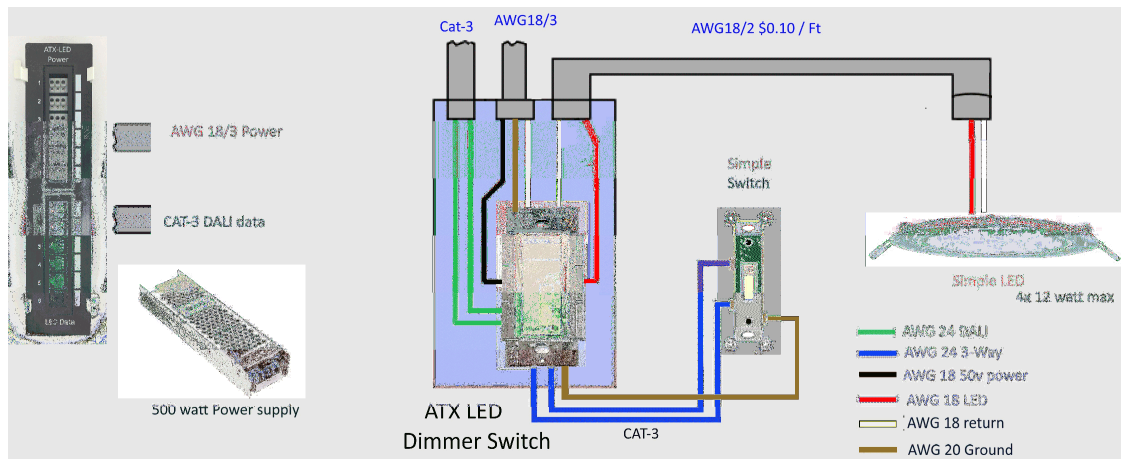 Cat-3
AWG18/3
AWG18/2 $0.10 / Ft
ATX-LED
Power
1
2
3
AWG 18/3 Power
CAT-3 DALI data
LED Data
500 watt Power supply
ATX LED
Dimmer Switch
CAT-3
Simple
Switch
Simple LED
4x 12 watt max
AWG 24 DALI
AWG 24 3-Way
AWG 18 50v power
AWG 18 LED
AWG 18 return
AWG 20 Ground